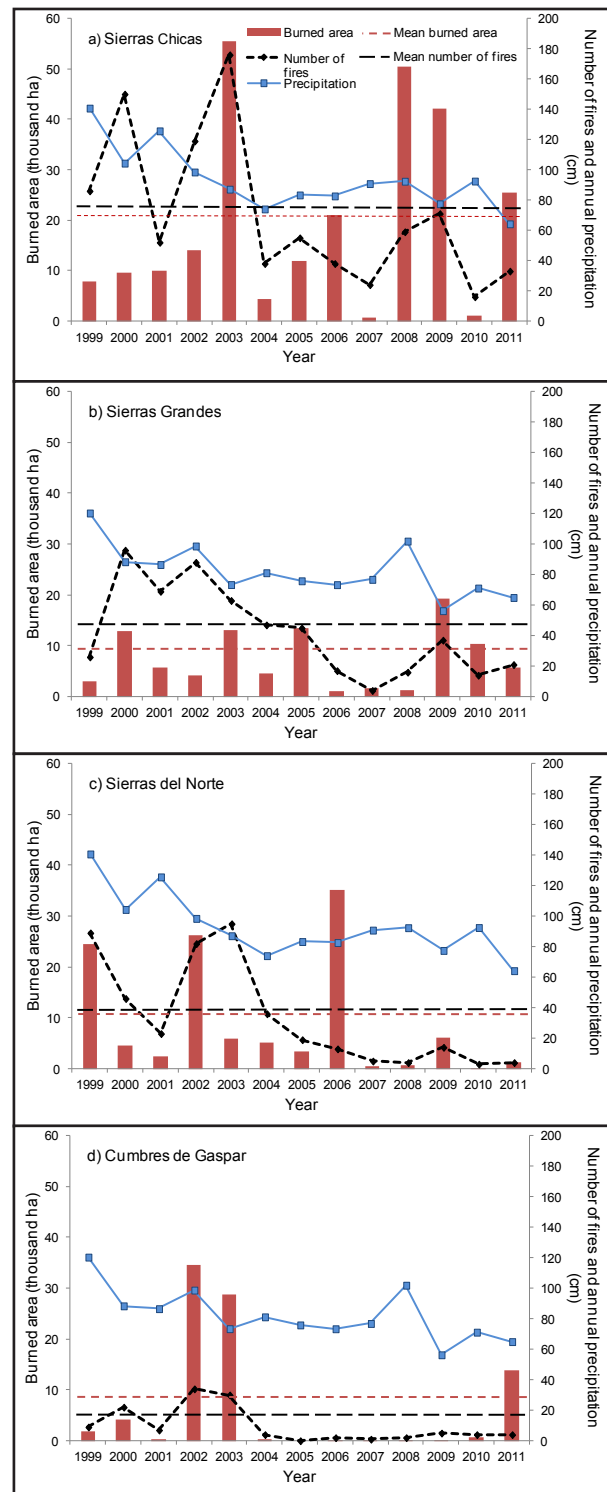 a) Sierras Chicas
Burned area
Mean burned area
Number of
fires
Mean number of fires
Precipitation
Burned area (thousand ha)
60
50
40
30
20
10
0
200
180
160
140
120
100
80
60
40
20
0
Number of fires and annual precipitation
(cm)
1999 2000 2001 2002 2003 2004 2005 2006 2007 2008 2009 2010 2011
Year
b) Sierras Grandes
Burned area (thousand ha)
60
50
40
30
20
10
0
200
180
160
140
120
100
80
60
40
20
0
Number of fires and annual precipitation
(cm)
1999 2000 2001 2002 2003 2004 2005 2006 2007 2008 2009 2010 2011
Year
c) Sierras del Norte
Burned area (thousand ha)
60
50
40
30
20
10
0
200
180
160
140
120
100
80
60
40
20
0
Number of fires and annual precipitation
(cm)
1999 2000 2001 2002 2003 2004 2005 2006 2007 2008 2009 2010 2011
Year
d) Cumbres de Gaspar
Burned area (thousand ha)
60
50
40
30
20
10
0
200
180
160
140
120
100
80
60
40
20
0
Number of fires and annual precipitation
(cm)
1999 2000 2001 2002 2003 2004 2005 2006 2007 2008 2009 2010 2011
Year